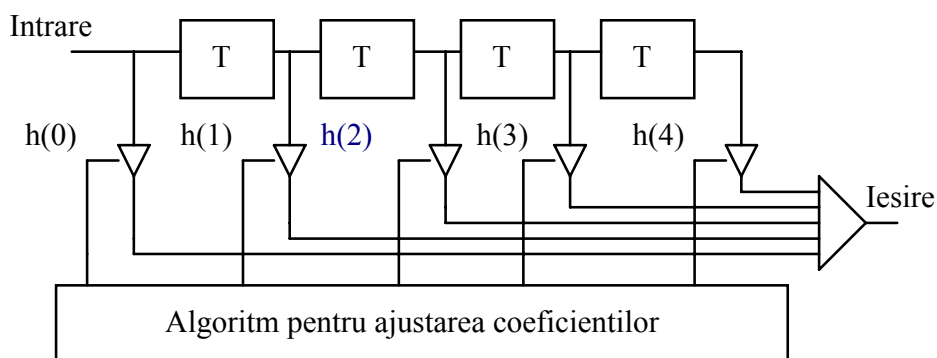 Intrare
T T T T
h(0) h(1) h(2) h(3) h(4)
Iesire
Algoritm pentru ajustarea coeficientilor